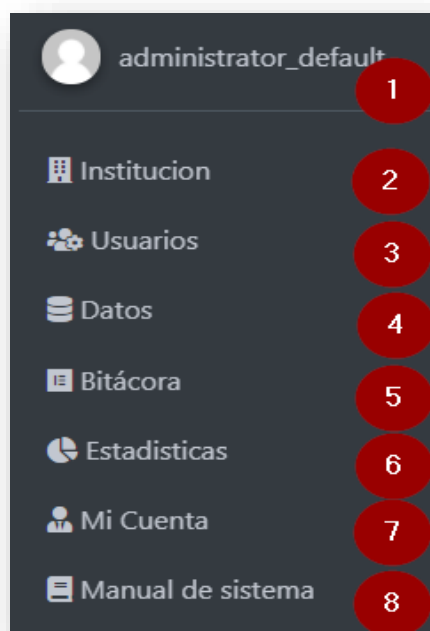 administrator_default
1
Institucion
2
Usuarios
3
Datos
4
Bitácora
5
Estadisticas
6
Mi Cuenta
7
Manual de sistema
8